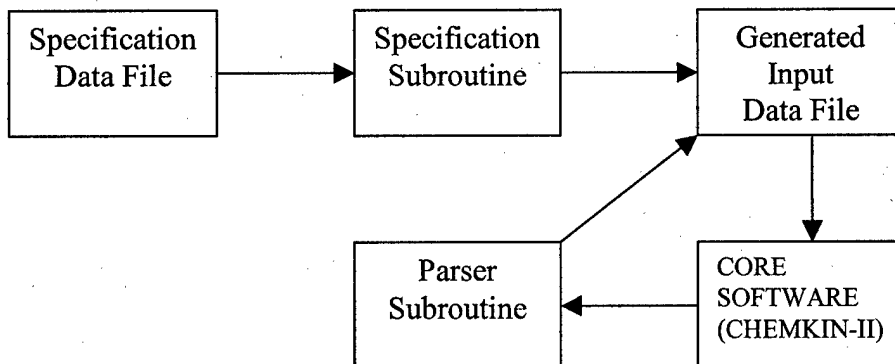 Specification
Data File
Specification
Subroutine
Generated
Input
Data File
Parser
Subroutine
CORE
SOFTWARE
(CHEMKIN-II)